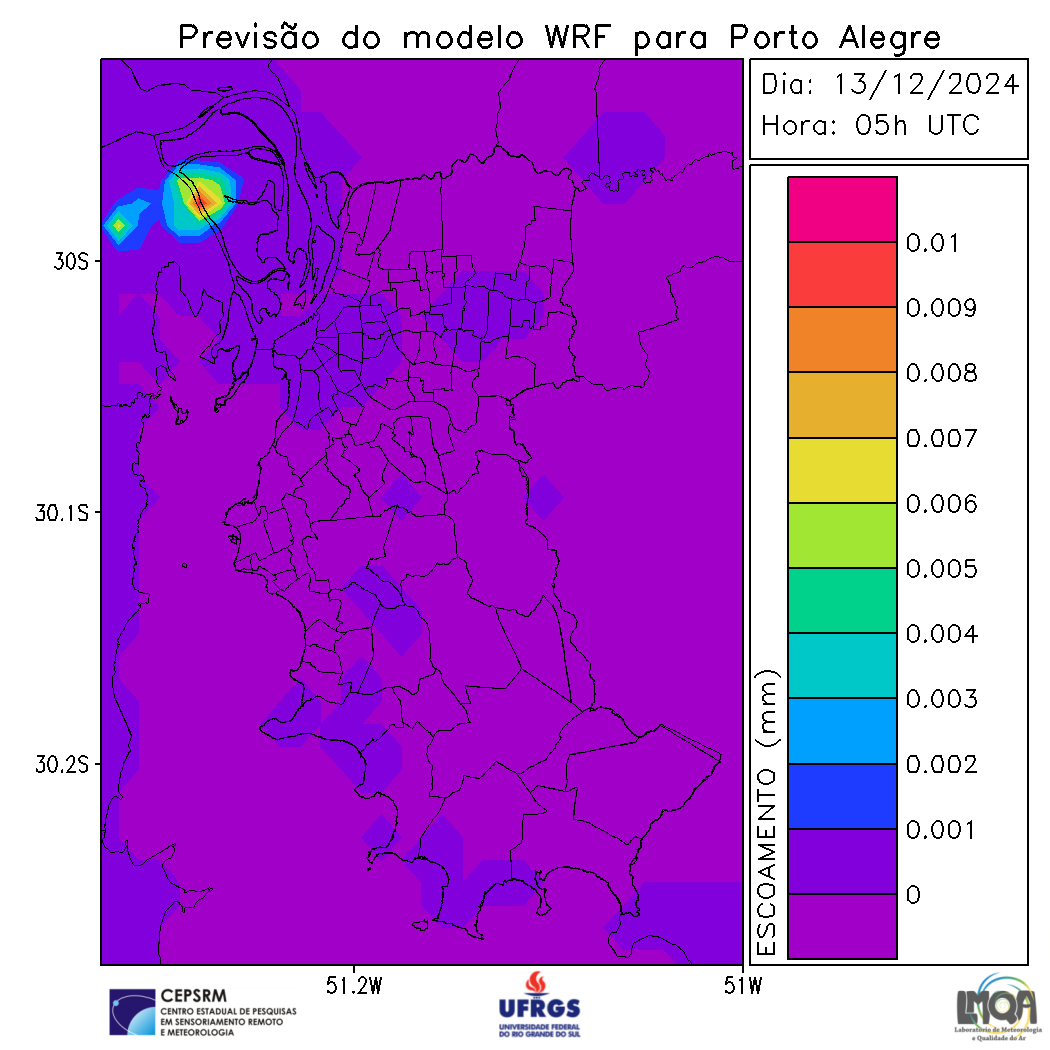 Previsão do modelo WRF para Porto Alegre
Dia: 13/12/2024
Hora: 05h UTC
0.01
0.009
0.008
0.007
0.006
0.005
0.004
0.003
0.002
0.001
0
ESCOAMENTO (mm)
30S
30.1S
30.2S
51.2W
51W
CEPSRM
CENTRO ESTADUAL DE PESQUISAS
EM SENSORIAMENTO REMOTO
E METEOROLOGIA
UFRGS
UNIVERSIDADE FEDERAL
DO RIO GRANDE DO SUL
LMQA
Laboratório de Meteorologia
e Qualidade do Ar